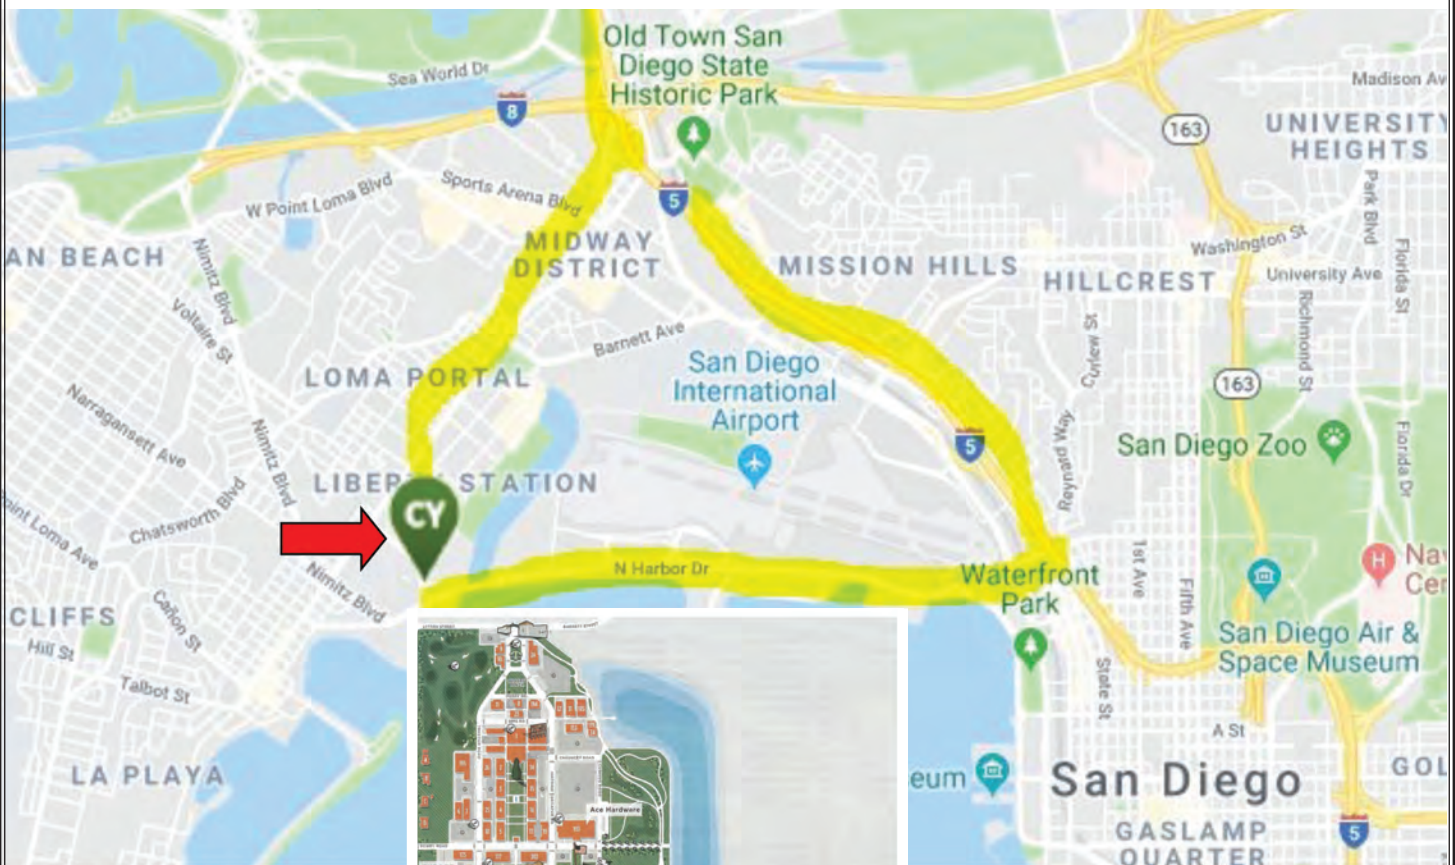 Old Town San
Diego State
Historic Park
Sea World Dr
8
Madison Av
163
UNIVERSITY
HEIGHTS
W Point Loma Blvd
Sports Arena Blvd
5
Park Blvd
AN BEACH
Nimitz Blvd
MIDWAY
DISTRICT
MISSION HILLS
HILLCREST
Washington St
University Ave
Florida St
Voltaire St
Barnett Ave
Curlew St
Richmond St
LOMA PORTAL
San Diego
International
Airport
163
Narragansett Ave
Nimitz Blvd
5
Reynard Way
San Diego Zoo
Florida Dr
LIBER
STATION
Chatsworth Blvd
CY
Point Loma Ave
Nimitz Blvd
N Harbor Dr
Waterfront
Park
1st Ave
Fifth Ave
H
Nav
Cen
CLIFFS
Cañon St
Hill St
Talbot St
San Diego Air &
Space Museum
State St
A St
LA PLAYA
Ace Hardware
eum
San Diego
GOL
GASLAMP
QUARTER
5